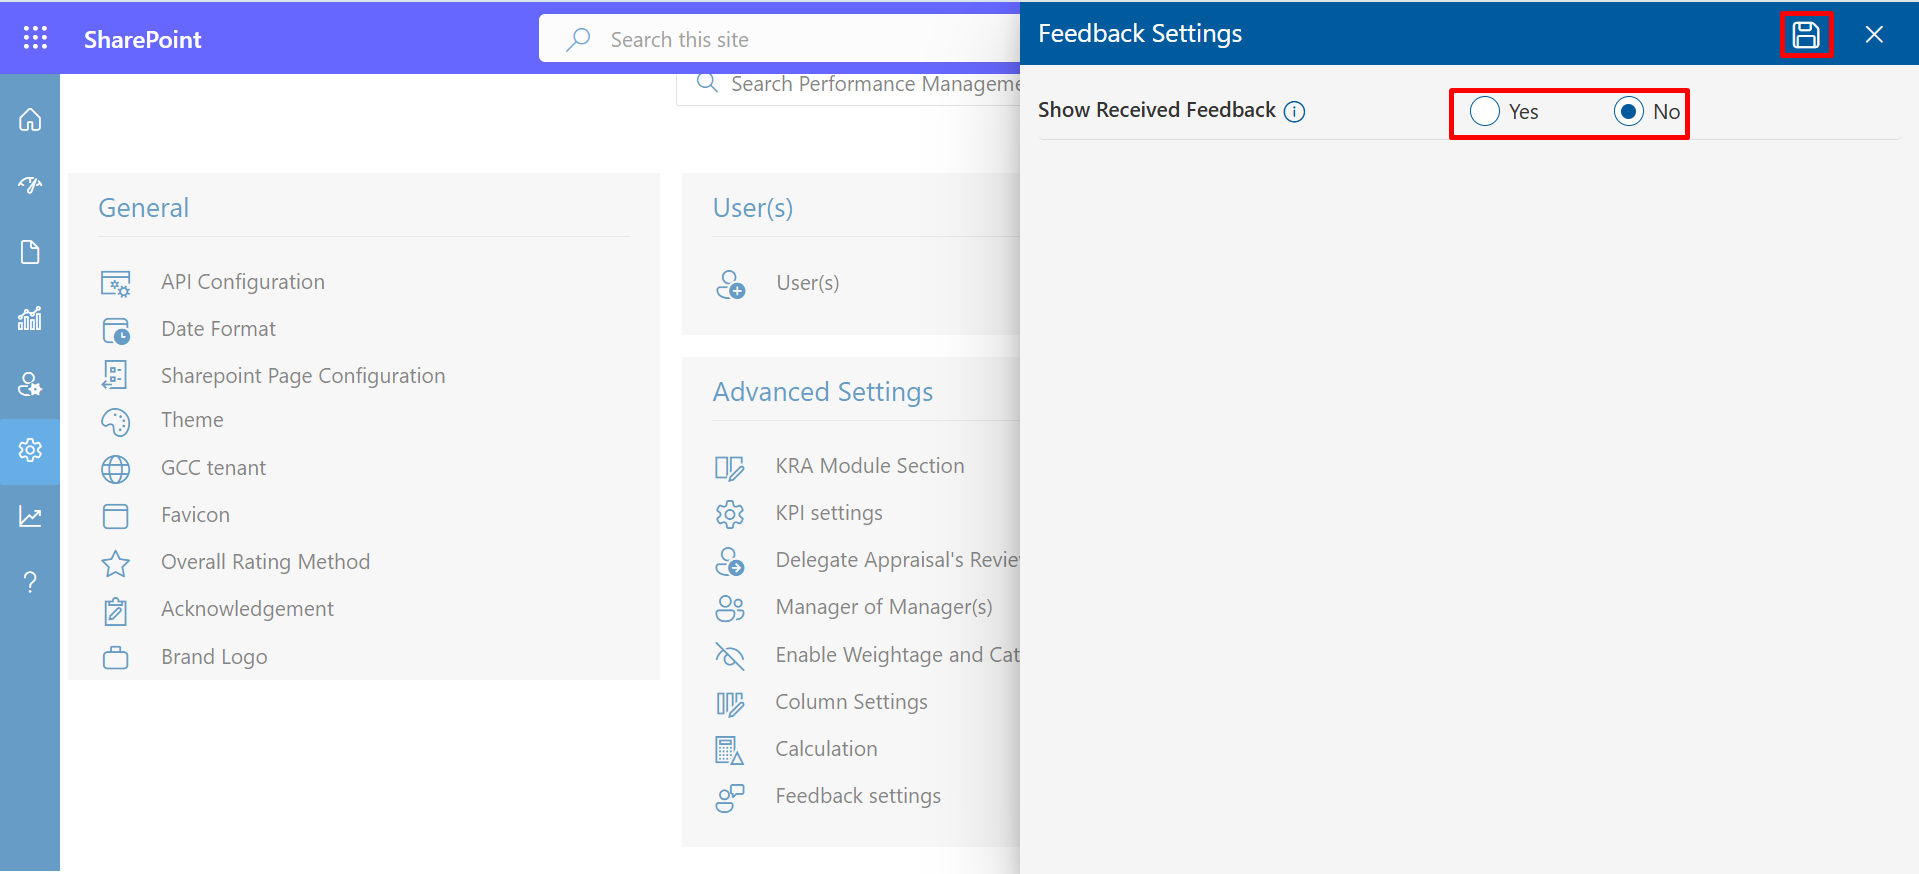 SharePoint
Search this site
Feedback Settings
Search Performance Manageme
Show Received Feedback
Yes
No
General
API Configuration
Date Format
Sharepoint Page Configuration
Theme
GCC tenant
Favicon
Overall Rating Method
Acknowledgement
Brand Logo
User(s)
User(s)
Advanced Settings
KRA Module Section
KPI settings
Delegate Appraisal's Revie
Manager of Manager(s)
Enable Weightage and Cat
Column Settings
Calculation
Feedback settings